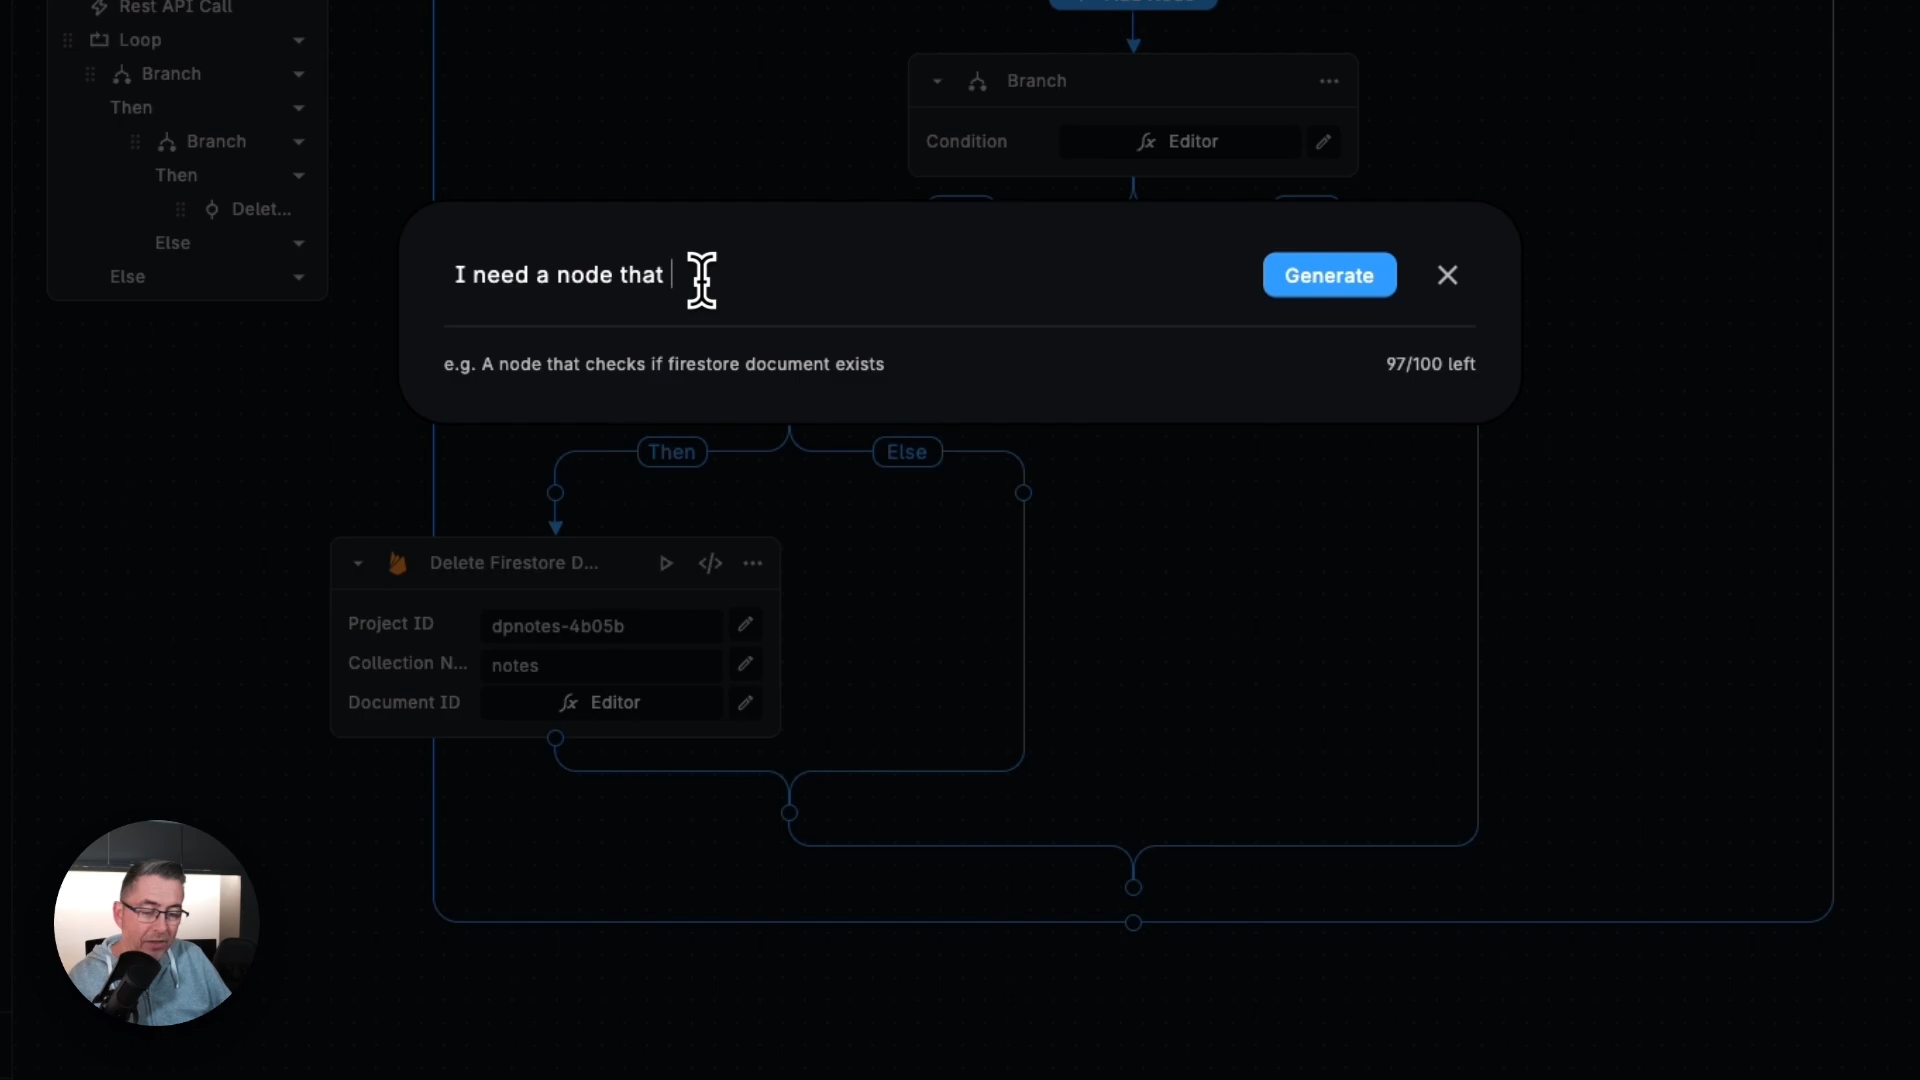 Rest API Call
Loop
Branch
Then
Branch
Then
Delet...
Else
Else
Branch
Condition
fx Editor
I need a node that
Generate
e.g. A node that checks if firestore document exists
97/100 left
Then
Else
Delete Firestore D...
Project ID
dpnotes-4b05b
Collection N...
notes
Document ID
fx Editor